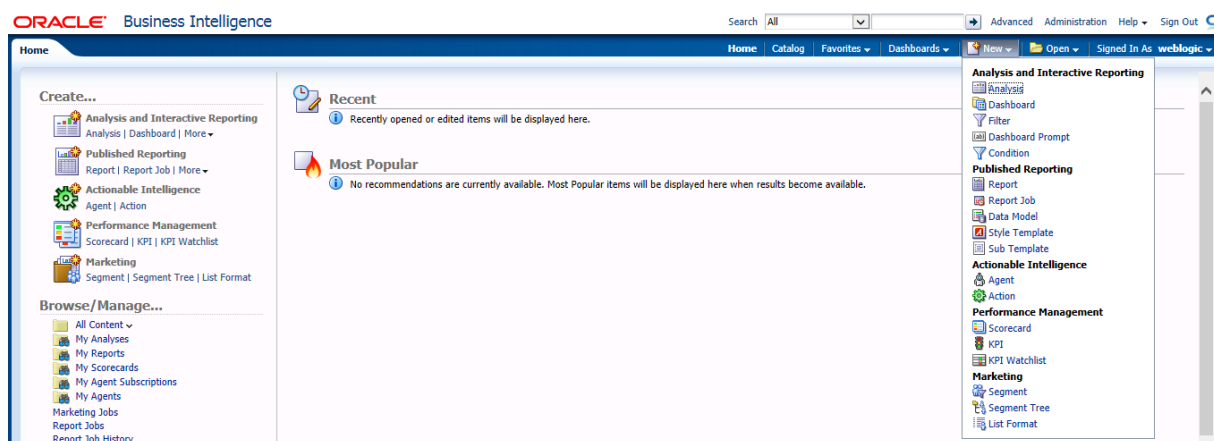 ORACLE Business Intelligence
Search All Advanced Administration Help Sign Out
Home
Home Catalog Favorites Dashboards New Open Signed In As weblogic
Create...
Analysis and Interactive Reporting
Analysis | Dashboard | More
Published Reporting
Report | Report Job | More
Actionable Intelligence
Agent | Action
Performance Management
Scorecard | KPI | KPI Watchlist
Marketing
Segment | Segment Tree | List Format
Browse/Manage...
All Content
My Analyses
My Reports
My Scorecards
My Agent Subscriptions
My Agents
Marketing Jobs
Report Jobs
Report Job History
Recent
Recently opened or edited items will be displayed here.
Most Popular
No recommendations are currently available. Most Popular items will be displayed here when results become available.
Analysis and Interactive Reporting
Analysis
Dashboard
Filter
Dashboard Prompt
Condition
Published Reporting
Report
Report Job
Data Model
Style Template
Sub Template
Actionable Intelligence
Agent
Action
Performance Management
Scorecard
KPI
KPI Watchlist
Marketing
Segment
Segment Tree
List Format